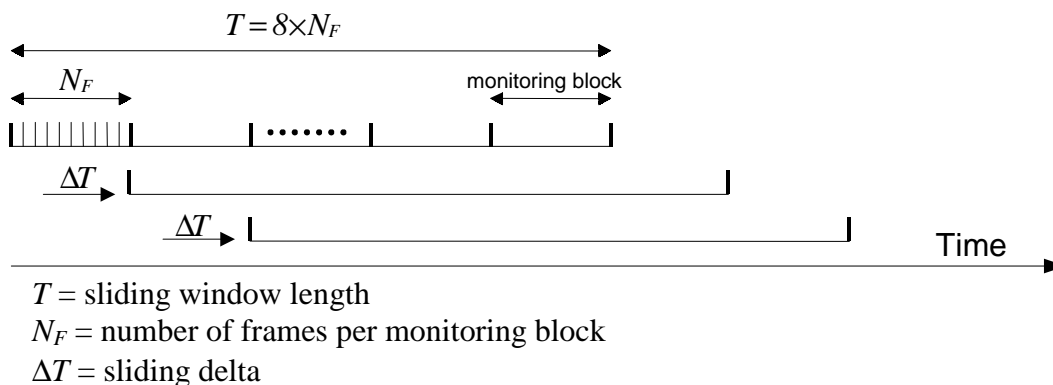 T = 8×N_F
N_F
monitoring block
.......
ΔT
ΔT
Time
T = sliding window length
N_F = number of frames per monitoring block
ΔT = sliding delta